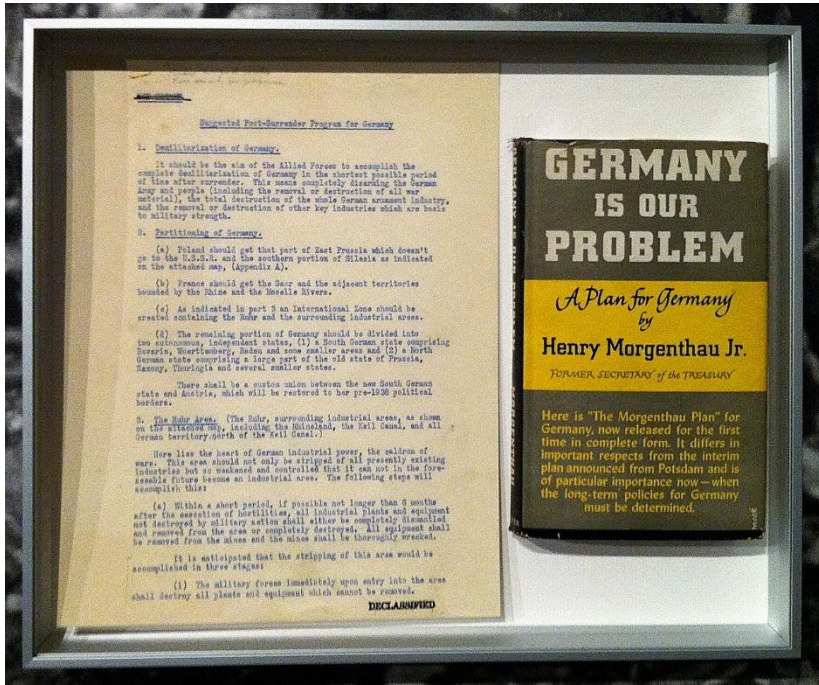 Suggested Post-Surrender Program for Germany
1. Demilitarization of Germany.
It should be the aim of the Allied Forces to accomplish the
complete demilitarization of Germany in the shortest possible period
of time after surrender. This means completely disarming the German
Army and people (including the removal or destruction of all war
material), the total destruction of the whole German armament industry,
and the removal or destruction of other key industries which are basic
to military strength.
2. Partitioning of Germany.
(a) Poland should get that part of East Prussia which doesn't
go to the U.S.S.R. and the southern portion of Silesia as indicated
on the attached map, (Appendix A).
(b) France should get the Saar and the adjacent territories
bounded by the Rhine and the Moselle Rivers.
(c) As indicated in part 3 an International Zone should be
created containing the Ruhr and the surrounding industrial areas.
(d) The remaining portion of Germany should be divided into
two autonomous, independent states, (1) a South German state comprising
Bavaria, Wuerttemberg, Baden and some smaller areas and (2) a North
German state comprising a large part of the old state of Prussia,
Saxony, Thuringia and several smaller states.
There shall be a custom union between the new South German
state and Austria, which will be restored to her pre-1938 political
borders.
3. The Ruhr Area. (The Ruhr, surrounding industrial areas, as shown
on the attached map, including the Rhineland, the Keil Canal, and all
German territory north of the Keil Canal.)
Here lies the heart of German industrial power, the caldron of
wars. This area should not only be stripped of all presently existing
industries but so weakened and controlled that it can not in the fore-
seeable future become an industrial area. The following steps will
accomplish this:
(a) Within a short period, if possible not longer than 6 months
after the cessation of hostilities, all industrial plants and equipment
not destroyed by military action shall either be completely dismantled
and removed from the area or completely destroyed. All equipment shall
be removed from the mines and the mines shall be thoroughly wrecked.
It is anticipated that the stripping of this area would be
accomplished in three stages:
(i) The military forces immediately upon entry into the area
shall destroy all plants and equipment which cannot be removed.
DECLASSIFIED
GERMANY
IS OUR
PROBLEM
A Plan for Germany
by
Henry Morgenthau Jr.
FORMER SECRETARY of the TREASURY
Here is "The Morgenthau Plan" for
Germany, now released for the first
time in complete form. It differs in
important respects from the interim
plan announced from Potsdam and is
of particular importance now—when
the long-term policies for Germany
must be determined.